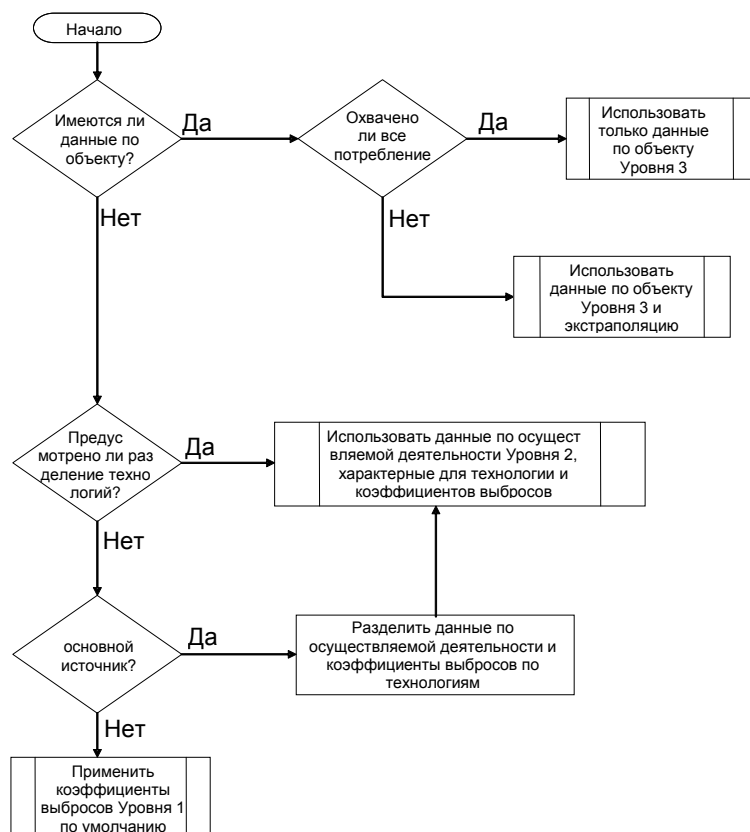 Начало
Имеются ли
данные по
объекту?
Да
Охвачено
ли все
потребление
Да
Использовать
только данные
по объекту
Уровня 3
Нет
Нет
Использовать
данные по объекту
Уровня 3 и
экстраполяцию
Предус
мотрено ли раз
деление техно
логий?
Да
Использовать данные по осущест
вляемой деятельности Уровня 2,
характерные для технологии и
коэффициентов выбросов
Нет
основной
источник?
Да
Разделить данные по
осуществляемой деятельности и
коэффициенты выбросов по
технологиям
Нет
Применить
коэффициенты
выбросов Уровня 1
по умолчанию